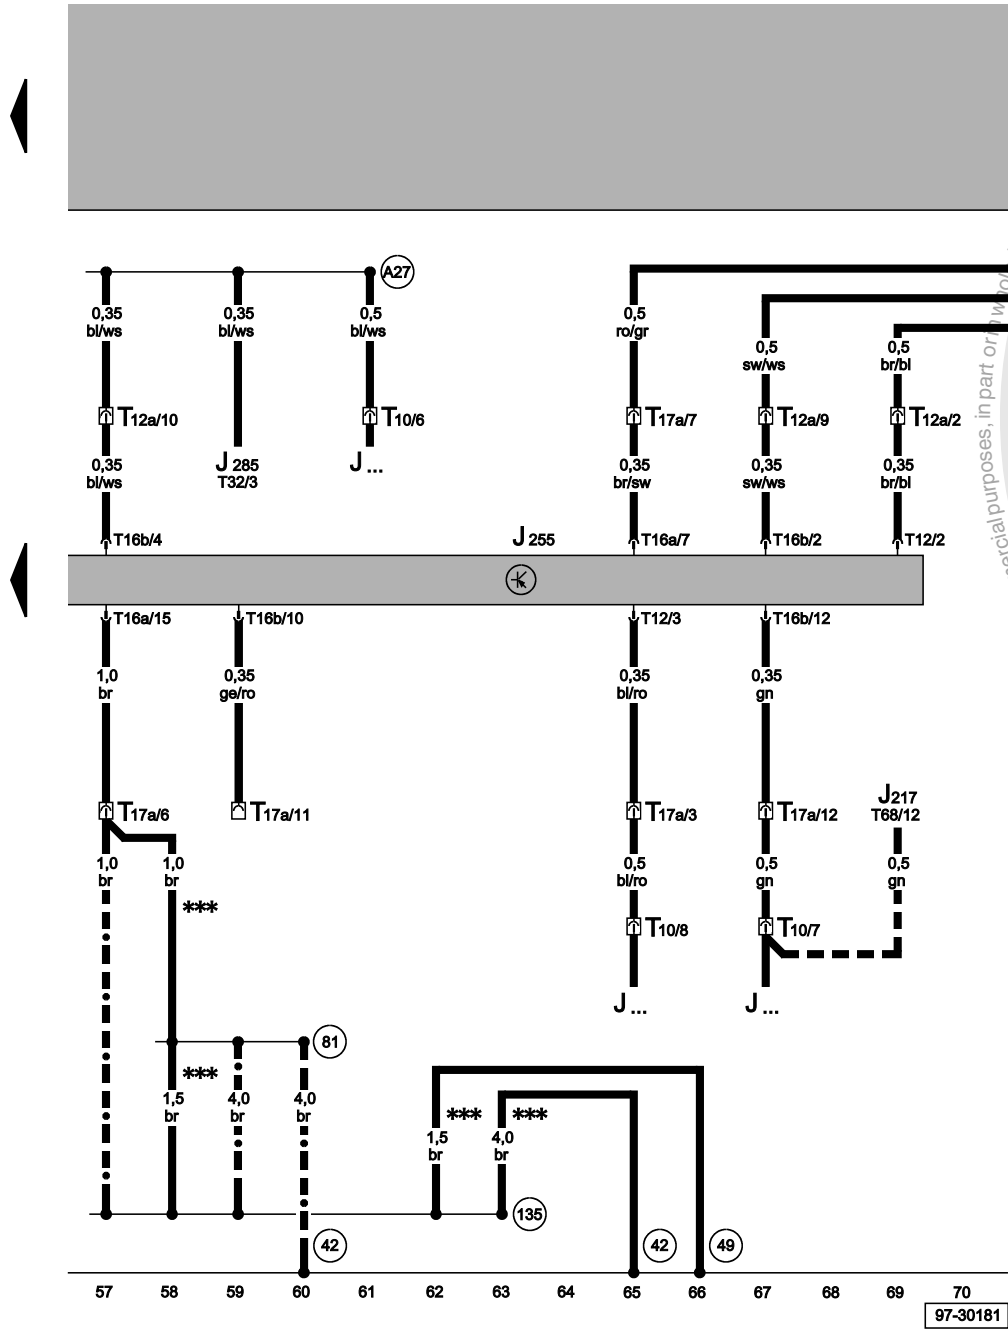 A27
0,35 0,35 0,5 0,5
bl/ws bl/ws bl/ws ro/gr
0,5 0,5
sw/ws br/bl
T12a/10 T10/6 T17a/7 T12a/9 T12a/2
0,35 J285 J... 0,35 0,35 0,35
bl/ws T32/3 br/sw sw/ws br/bl
T16b/4 J255 T16a/7 T16b/2 T12/2
T16a/15 T16b/10 T12/3 T16b/12
1,0 0,35 0,35 0,35
br ge/ro bl/ro gn
J217
T17a/6 T17a/11 T17a/3 T17a/12 T68/12
1,0 1,0 0,5 0,5 0,5
br br bl/ro gn gn
***
T10/8 T10/7
J... J...
81
***
1,5 4,0 4,0
br br br
*** ***
1,5 4,0
br br
135
42 42 49
57 58 59 60 61 62 63 64 65 66 67 68 69 70
97-30181
purposes, in part or in